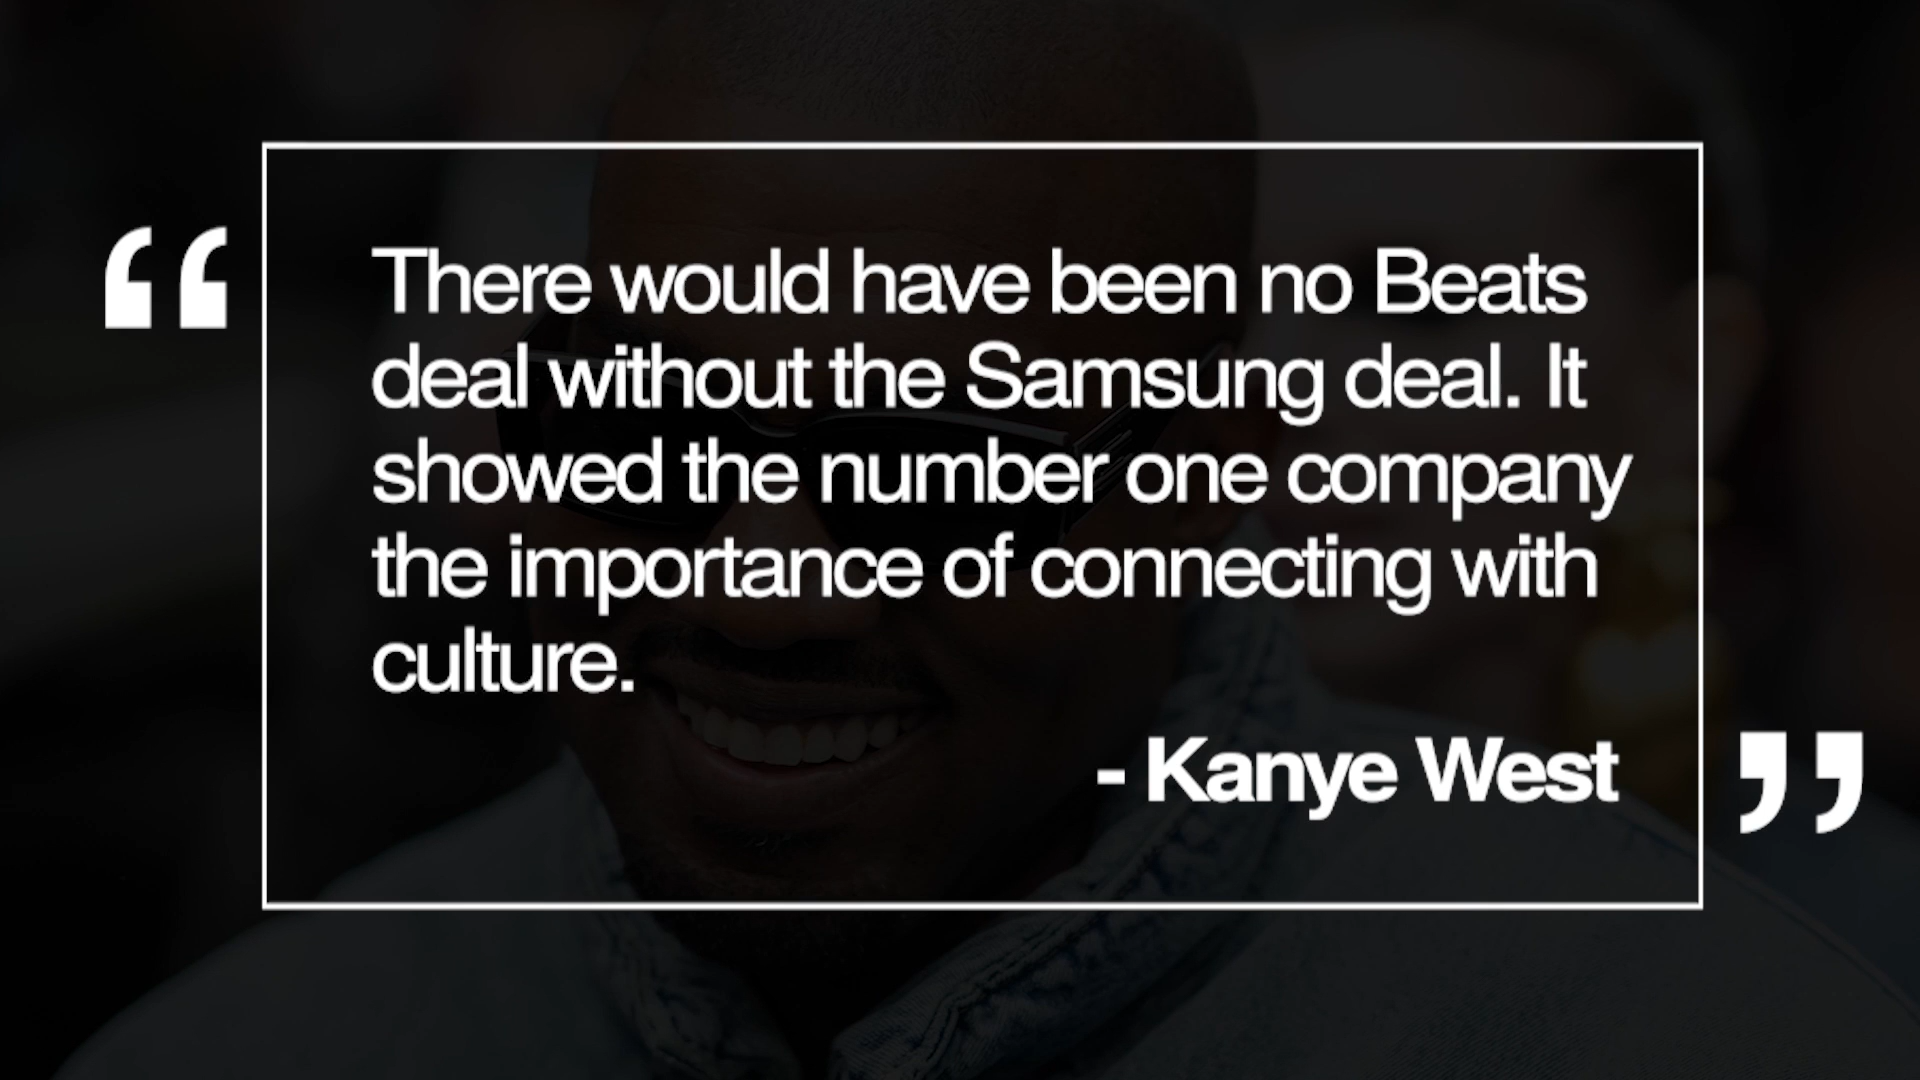 “
There would have been no Beats
deal without the Samsung deal. It
showed the number one company
the importance of connecting with
culture.
- Kanye West
”